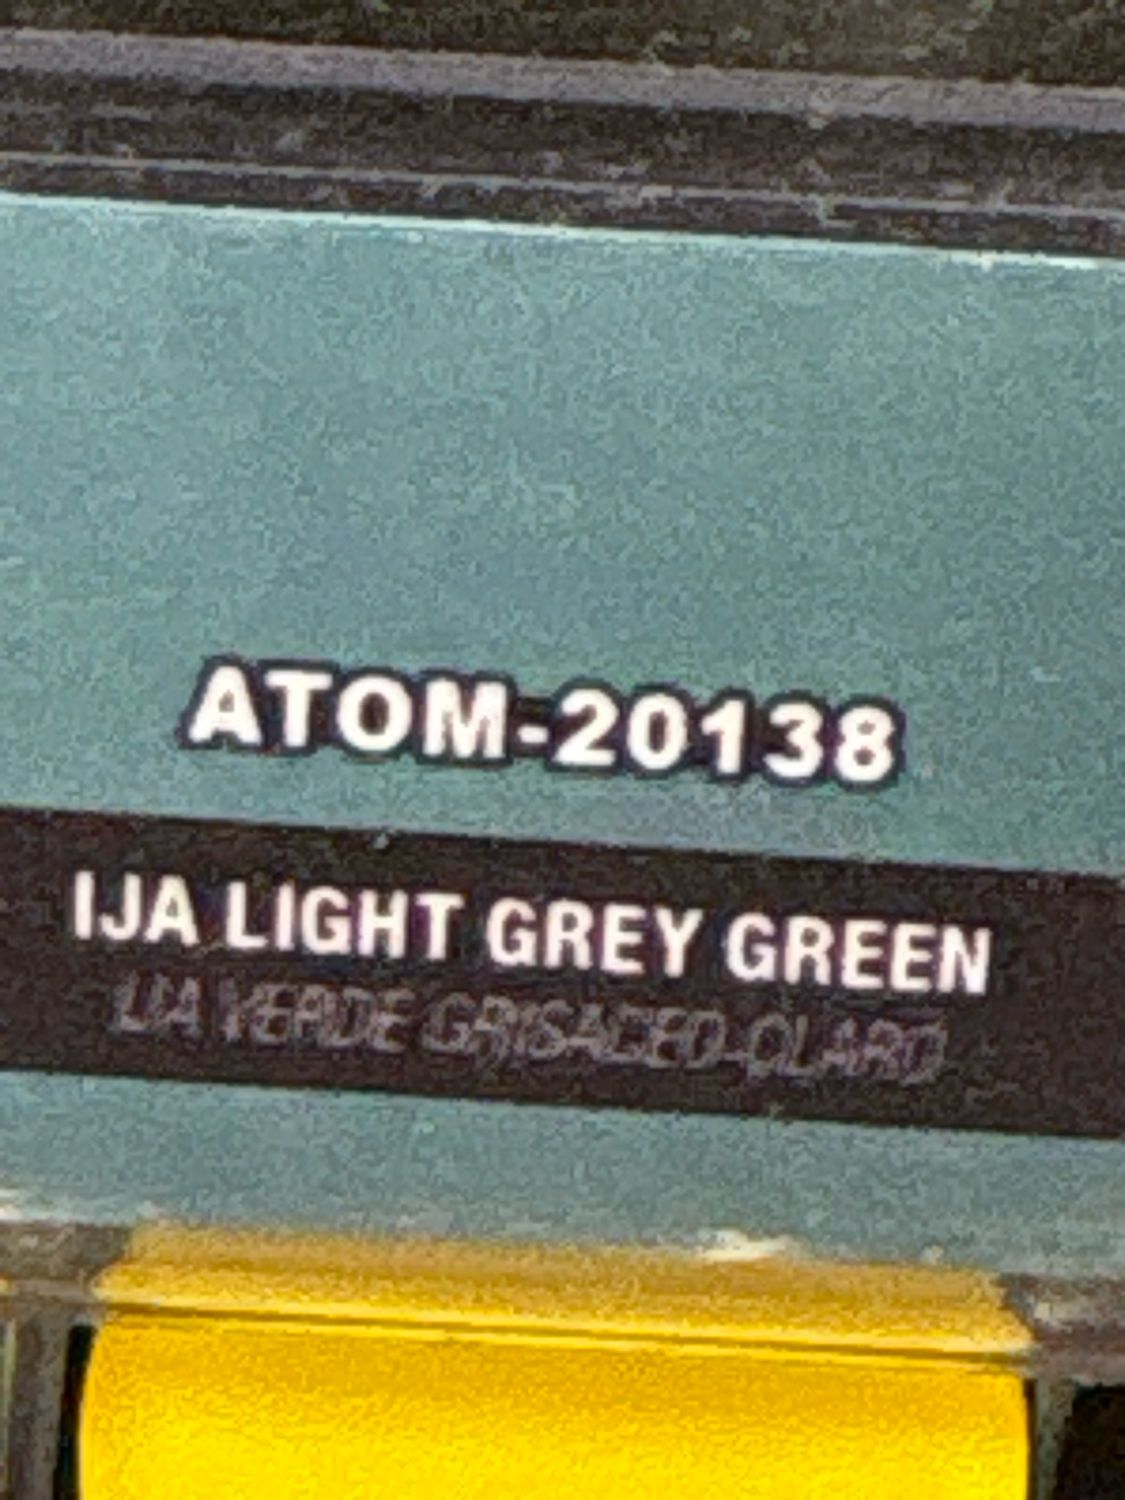 ATOM-20138
IJA LIGHT GREY GREEN
IJA VERDE GRISACEO CLARO